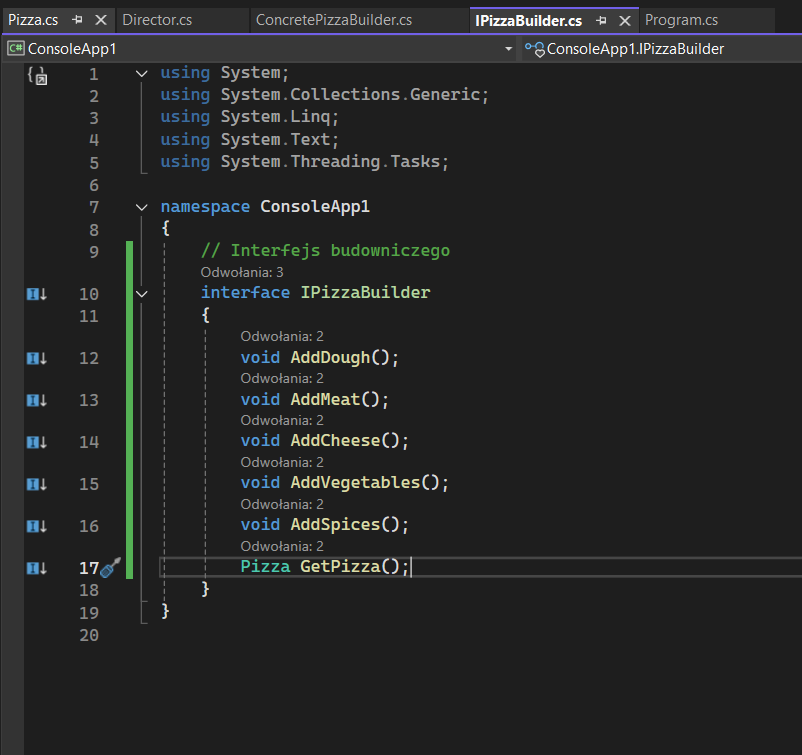 Pizza.cs Director.cs ConcretePizzaBuilder.cs IPizzaBuilder.cs Program.cs
C# ConsoleApp1 ConsoleApp1.IPizzaBuilder
1 using System;
2 using System.Collections.Generic;
3 using System.Linq;
4 using System.Text;
5 using System.Threading.Tasks;
6
7 namespace ConsoleApp1
8 {
9 // Interfejs budowniczego
Odwołania: 3
10 interface IPizzaBuilder
11 {
Odwołania: 2
12 void AddDough();
Odwołania: 2
13 void AddMeat();
Odwołania: 2
14 void AddCheese();
Odwołania: 2
15 void AddVegetables();
Odwołania: 2
16 void AddSpices();
Odwołania: 2
17 Pizza GetPizza();
18 }
19 }
20